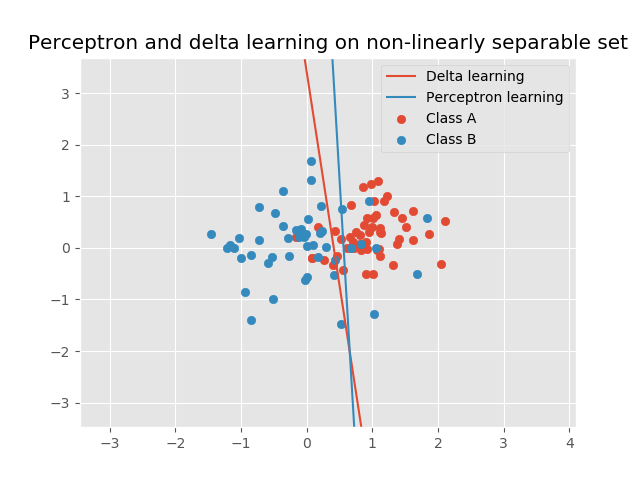 Perceptron and delta learning on non-linearly separable set
Delta learning
Perceptron learning
Class A
Class B
3
2
1
0
−1
−2
−3
−3 −2 −1 0 1 2 3 4